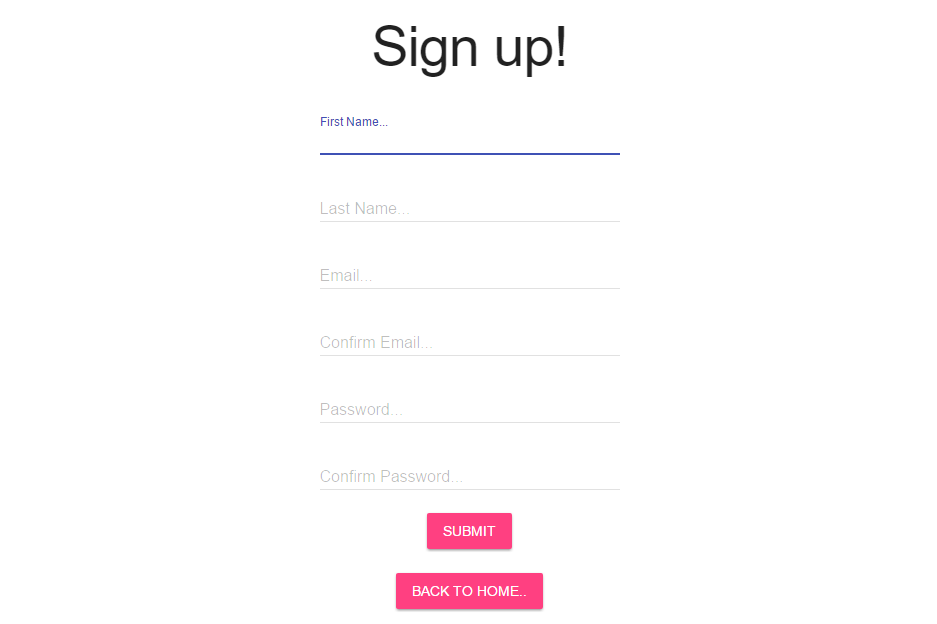 Sign up!
First Name...
Last Name...
Email...
Confirm Email...
Password...
Confirm Password...
SUBMIT
BACK TO HOME..